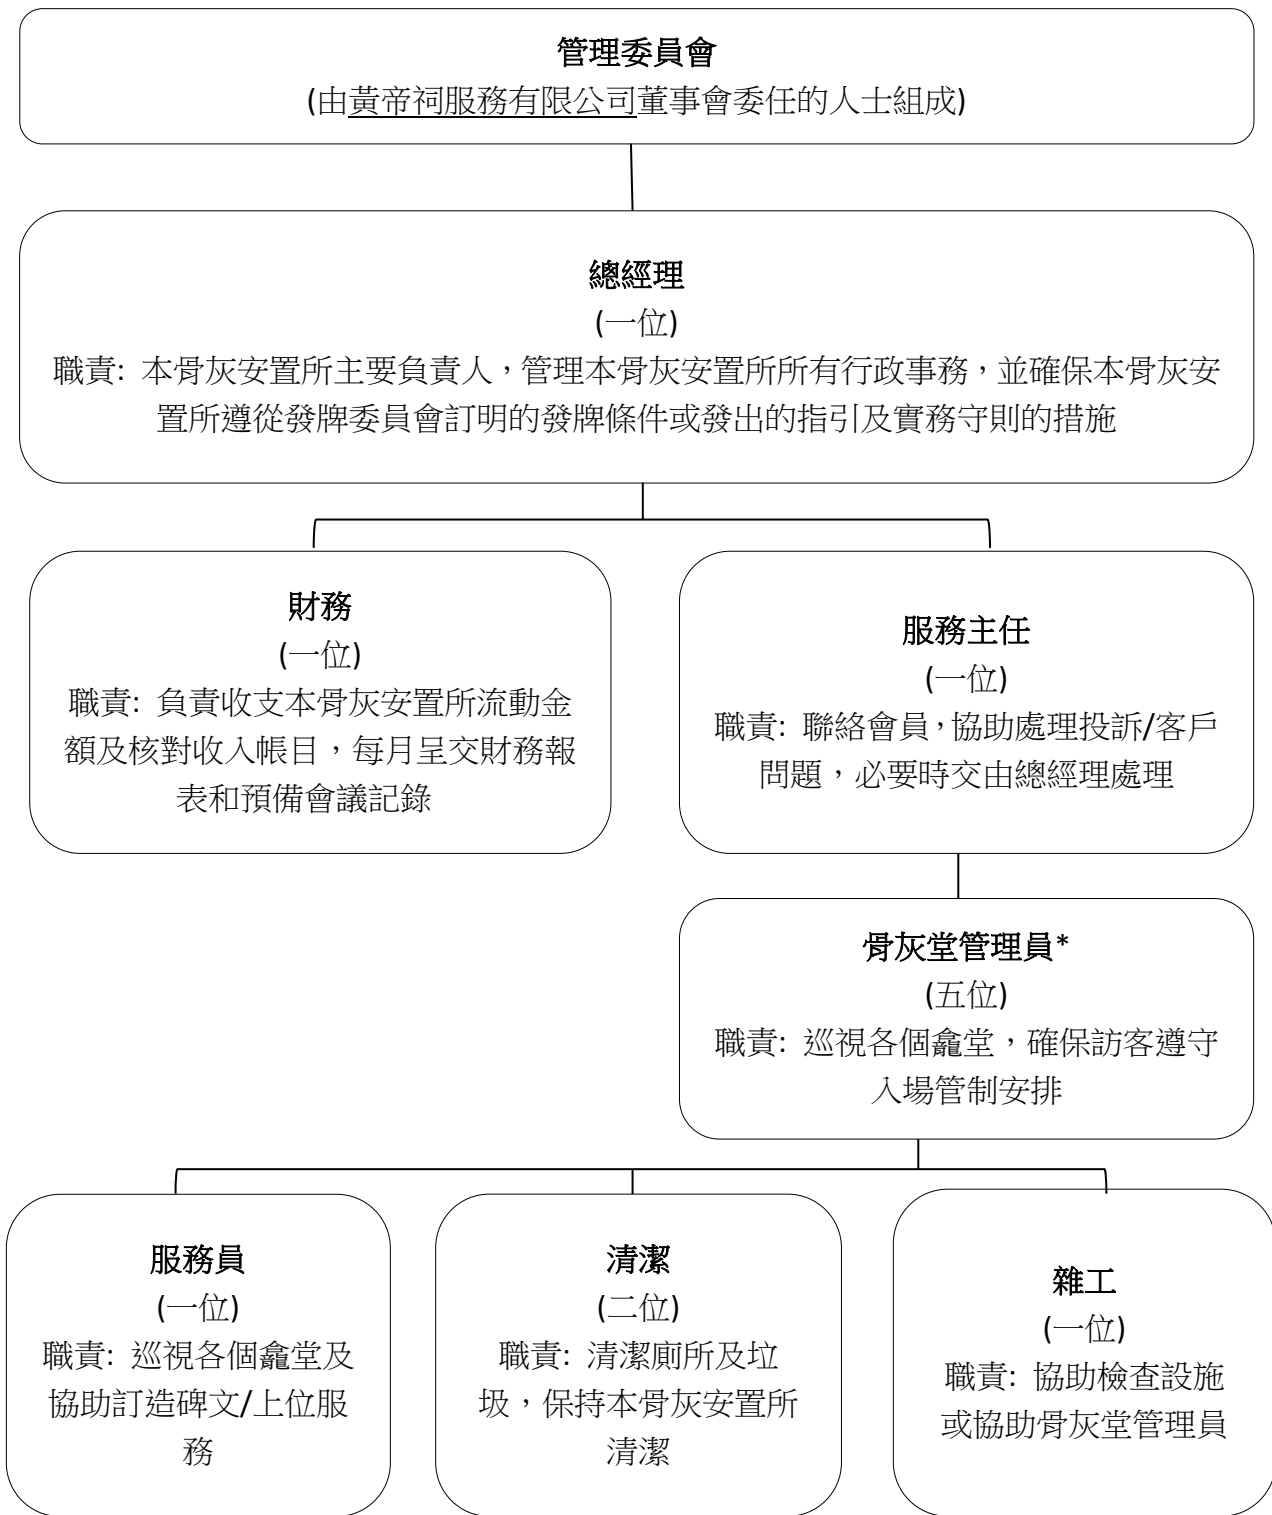 管理委員會
(由黃帝祠服務有限公司董事會委任的人士組成)
總經理
(一位)
職責: 本骨灰安置所主要負責人，管理本骨灰安置所所有行政事務，並確保本骨灰安
置所遵從發牌委員會訂明的發牌條件或發出的指引及實務守則的措施
財務
(一位)
職責: 負責收支本骨灰安置所流動金
額及核對收入帳目，每月呈交財務報
表和預備會議記錄
服務主任
(一位)
職責: 聯絡會員，協助處理投訴/客戶
問題，必要時交由總經理處理
骨灰堂管理員*
(五位)
職責: 巡視各個龕堂，確保訪客遵守
入場管制安排
服務員
(一位)
職責: 巡視各個龕堂及
協助訂造碑文/上位服
務
清潔
(二位)
職責: 清潔廁所及垃
圾，保持本骨灰安置所
清潔
雜工
(一位)
職責: 協助檢查設施
或協助骨灰堂管理員